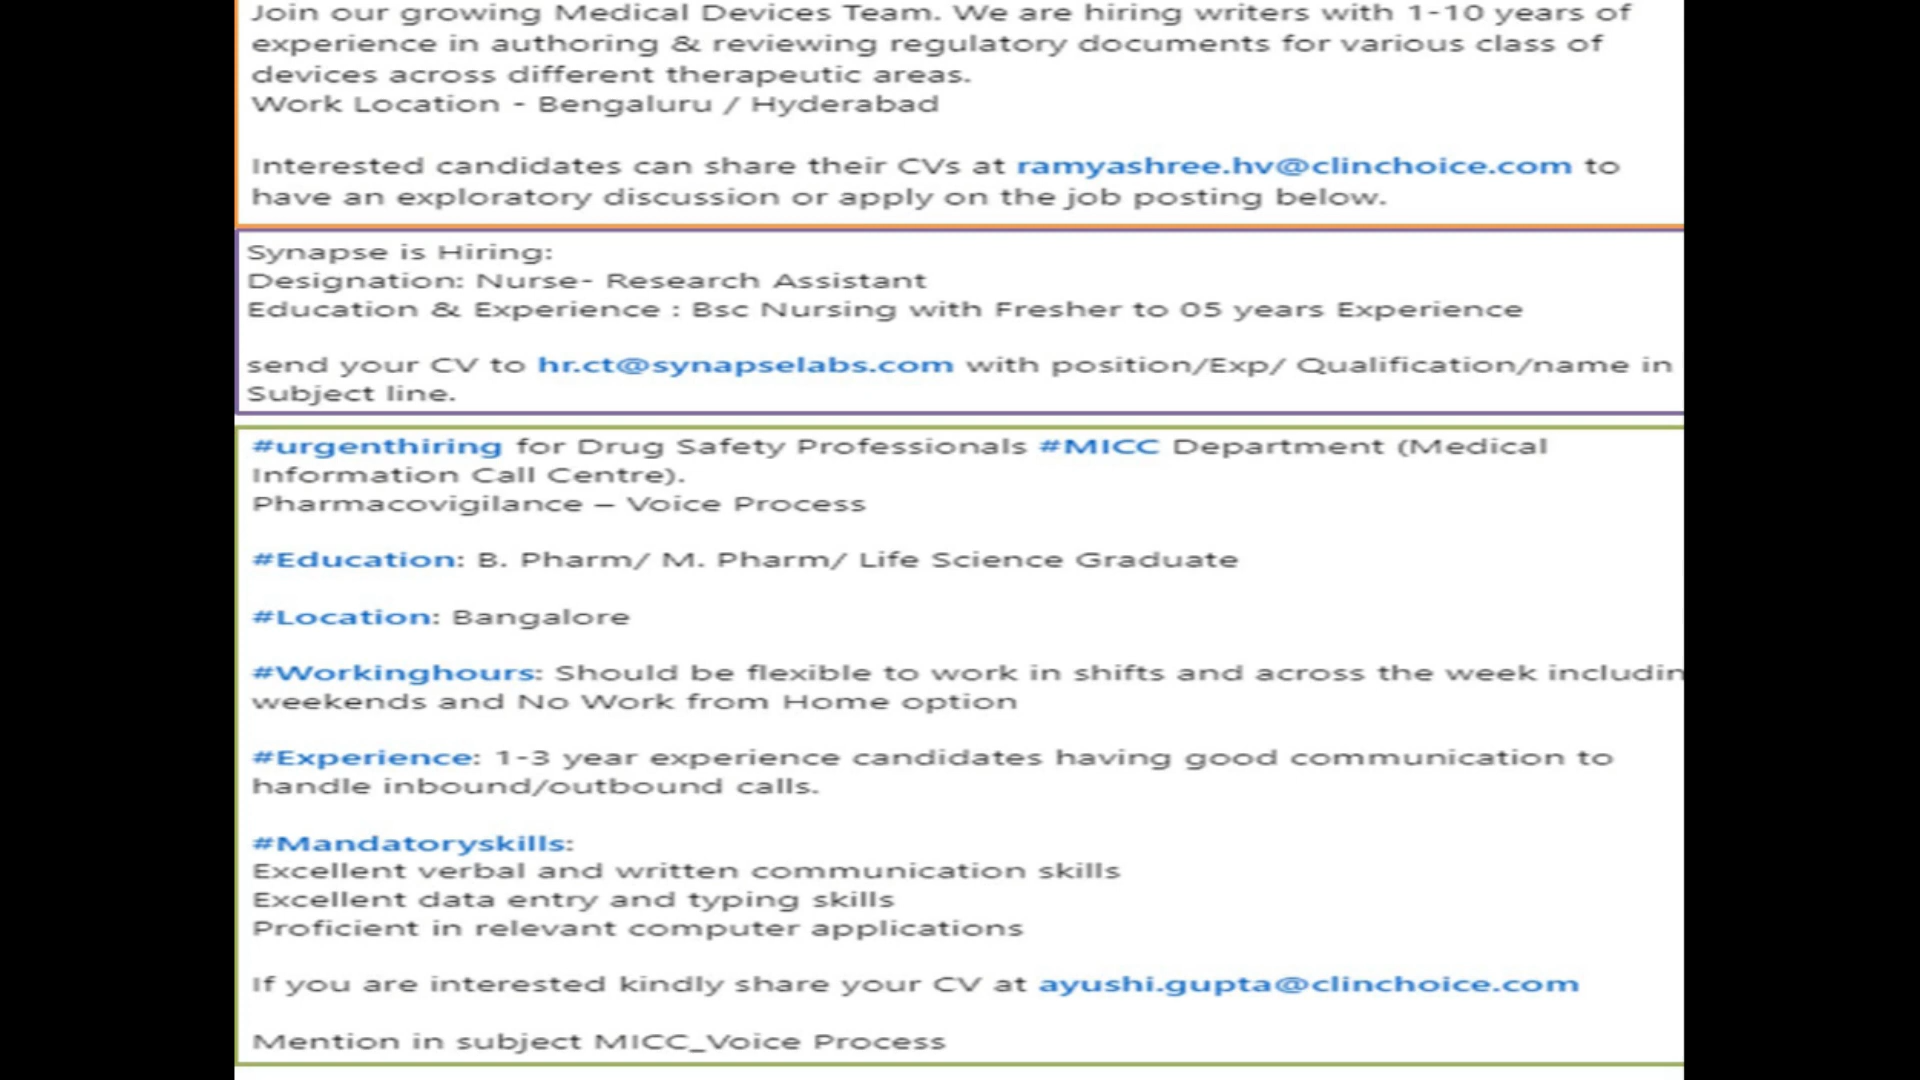 Join our growing Medical Devices Team. We are hiring writers with 1-10 years of
experience in authoring & reviewing regulatory documents for various class of
devices across different therapeutic areas.
Work Location - Bengaluru / Hyderabad
Interested candidates can share their CVs at ramyashree.hv@clinchoice.com to
have an exploratory discussion or apply on the job posting below.
Synapse is Hiring:
Designation: Nurse- Research Assistant
Education & Experience : Bsc Nursing with Fresher to 05 years Experience
send your CV to hr.ct@synapselabs.com with position/Exp/ Qualification/name in
Subject line.
#urgenthiring for Drug Safety Professionals #MICC Department (Medical
Information Call Centre).
Pharmacovigilance – Voice Process
#Education: B. Pharm/ M. Pharm/ Life Science Graduate
#Location: Bangalore
#Workinghours: Should be flexible to work in shifts and across the week includin
weekends and No Work from Home option
#Experience: 1-3 year experience candidates having good communication to
handle inbound/outbound calls.
#Mandatoryskills:
Excellent verbal and written communication skills
Excellent data entry and typing skills
Proficient in relevant computer applications
If you are interested kindly share your CV at ayushi.gupta@clinchoice.com
Mention in subject MICC_Voice Process